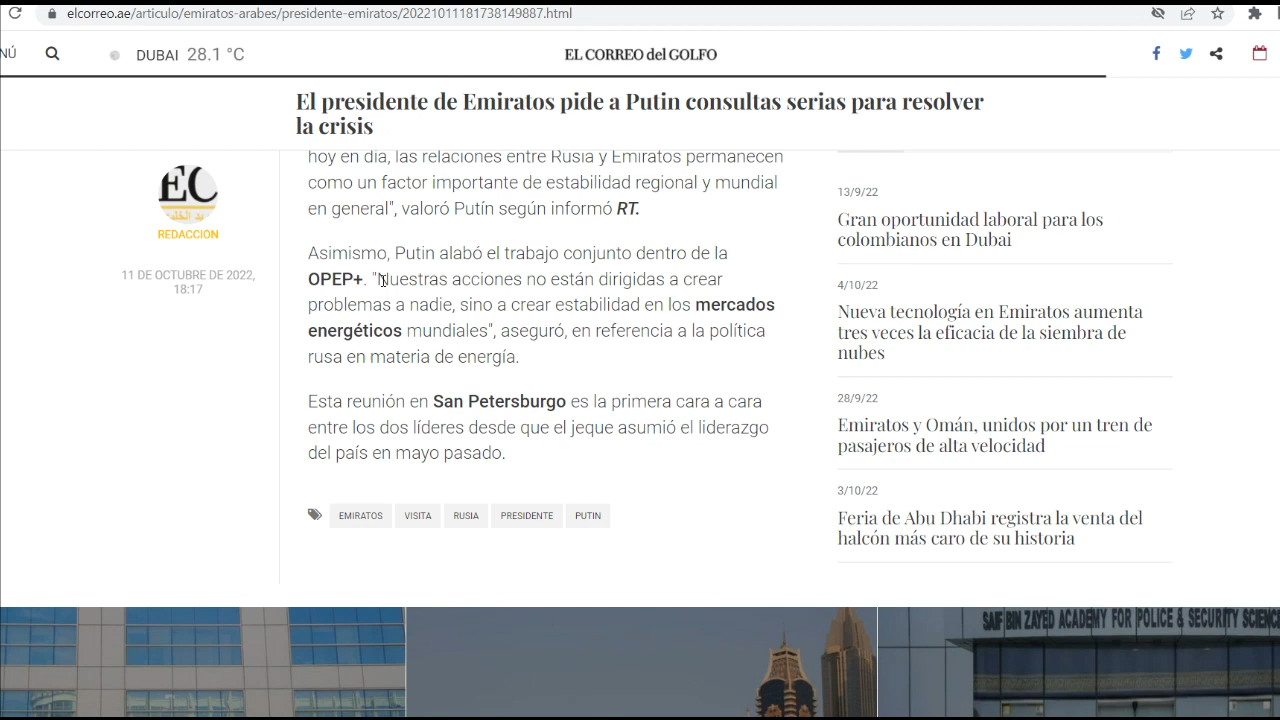 elcorreo.ae/articulo/emiratos-arabes/presidente-emiratos/20221011181738149887.html
NÚ
DUBAI 28.1 °C
EL CORREO del GOLFO
El presidente de Emiratos pide a Putin consultas serias para resolver
la crisis
EC
REDACCIÓN
11 DE OCTUBRE DE 2022,
18:17
hoy en día, las relaciones entre Rusia y Emiratos permanecen
como un factor importante de estabilidad regional y mundial
en general", valoró Putín según informó RT.
Asimismo, Putin alabó el trabajo conjunto dentro de la
OPEP+. "Nuestras acciones no están dirigidas a crear
problemas a nadie, sino a crear estabilidad en los mercados
energéticos mundiales", aseguró, en referencia a la política
rusa en materia de energía.
Esta reunión en San Petersburgo es la primera cara a cara
entre los dos líderes desde que el jeque asumió el liderazgo
del país en mayo pasado.
EMIRATOS
VISITA
RUSIA
PRESIDENTE
PUTIN
13/9/22
Gran oportunidad laboral para los
colombianos en Dubai
4/10/22
Nueva tecnología en Emiratos aumenta
tres veces la eficacia de la siembra de
nubes
28/9/22
Emiratos y Omán, unidos por un tren de
pasajeros de alta velocidad
3/10/22
Feria de Abu Dhabi registra la venta del
halcón más caro de su historia
SAIF BIN ZAYED ACADEMY FOR POLICE & SECURITY SCIENCE